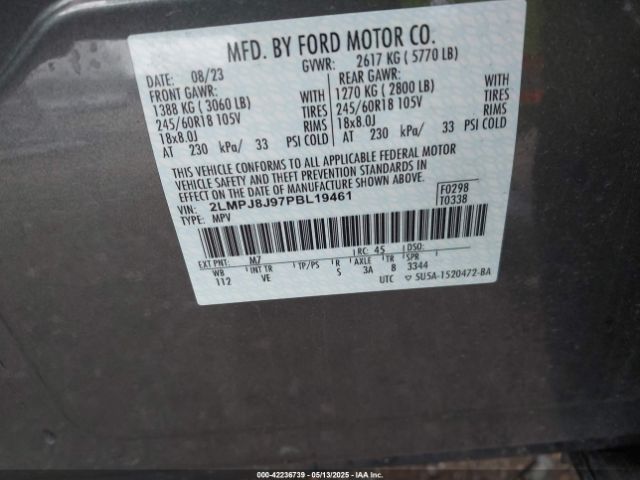 MFD. BY FORD MOTOR CO.
DATE: 08/23 GVWR: 2617 KG ( 5770 LB)
FRONT GAWR: REAR GAWR:
1388 KG ( 3060 LB) WITH 1270 KG ( 2800 LB) WITH
245/60R18 105V TIRES 245/60R18 105V TIRES
18x8.0J RIMS 18x8.0J RIMS
AT 230 kPa/ 33 PSI COLD AT 230 kPa/ 33 PSI COLD
THIS VEHICLE CONFORMS TO ALL APPLICABLE FEDERAL MOTOR
VEHICLE SAFETY AND THEFT PREVENTION STANDARDS IN
EFFECT ON THE DATE OF MANUFACTURE SHOWN ABOVE.
VIN: 2LMPJ8J97PBL19461 F0298
TYPE: MPV T0338
EXT PNT: M7 RC: 45 DSO:
WB INT TR TP/PS R AXLE TR SPR
112 VE S 3A 8 3344
UTC SU5A-1520472-BA
000-42236739 - 05/13/2025 - IAA Inc.